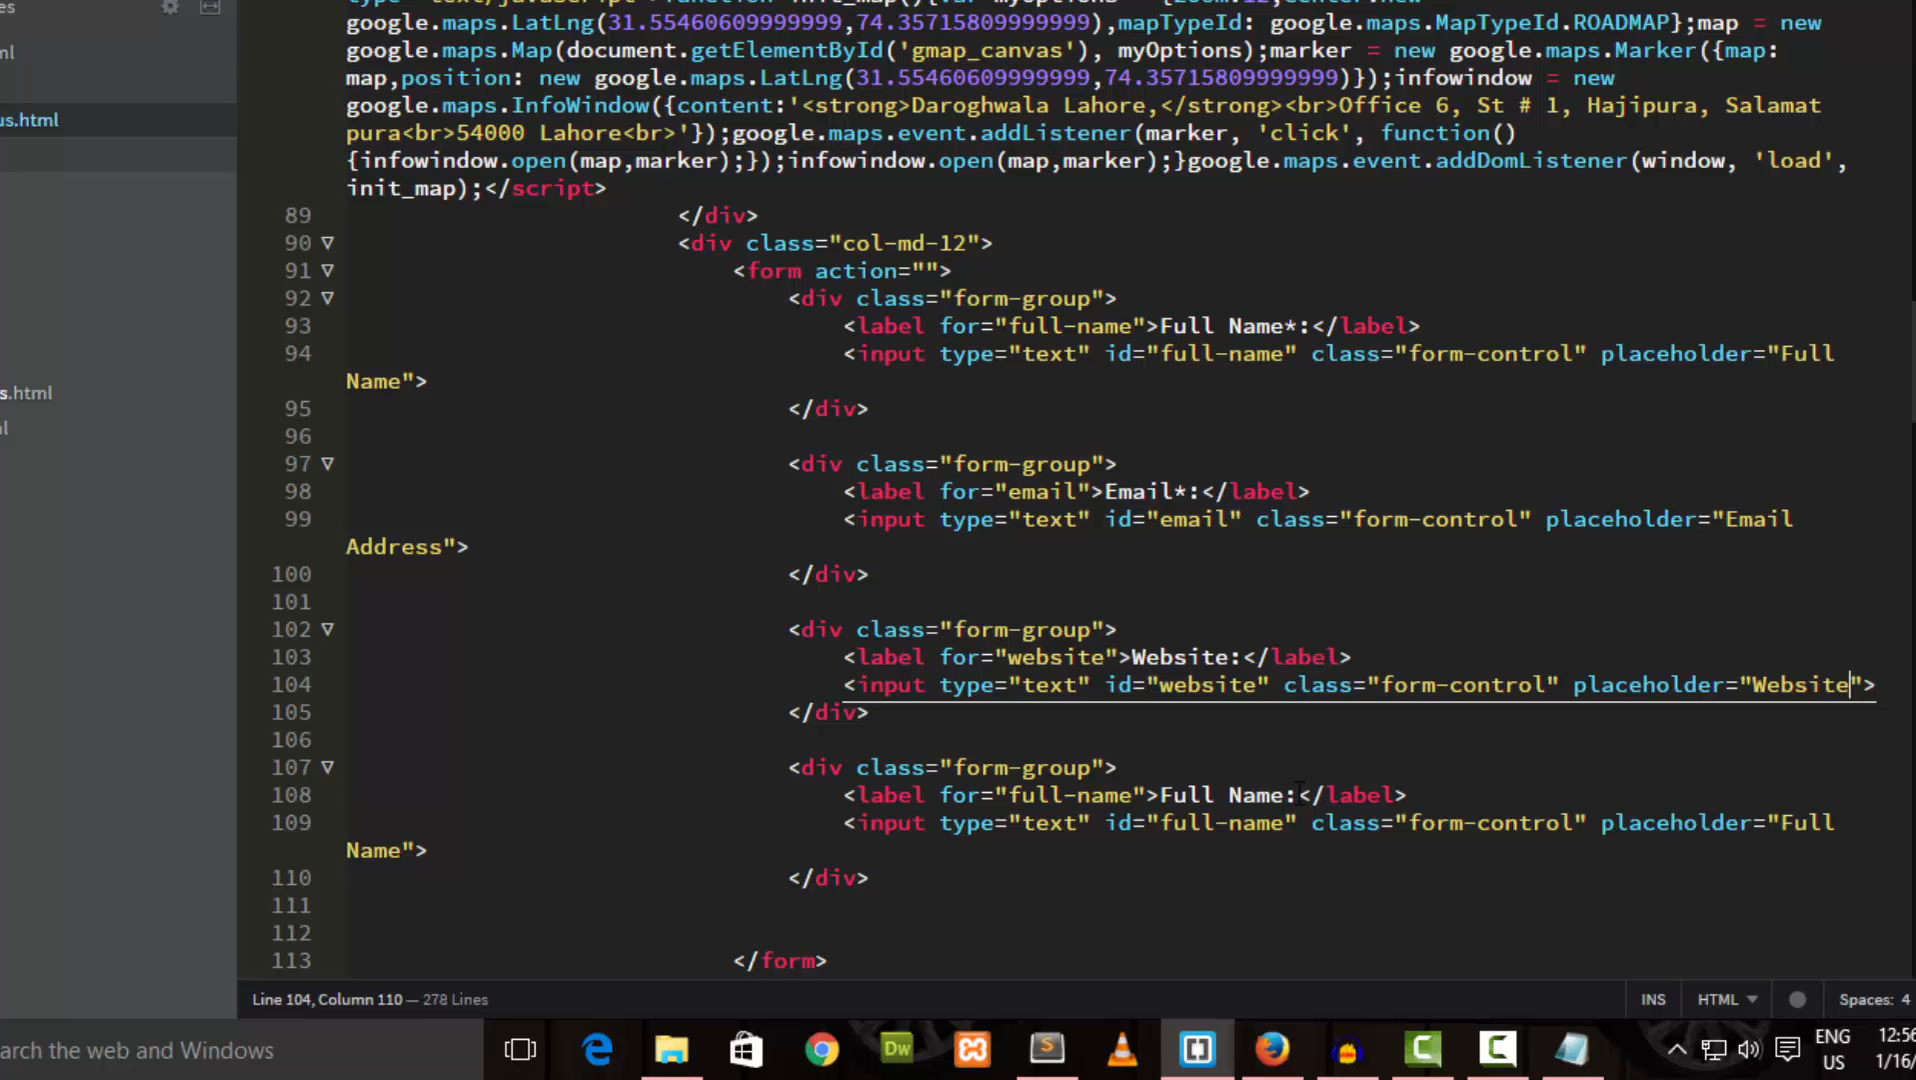 google.maps.LatLng(31.55460609999999,74.35715809999999),mapTypeId: google.maps.MapTypeId.ROADMAP};map = new
google.maps.Map(document.getElementById('gmap_canvas'), myOptions);marker = new google.maps.Marker({map:
map,position: new google.maps.LatLng(31.55460609999999,74.35715809999999)});infowindow = new
google.maps.InfoWindow({content:'<strong>Daroghwala Lahore,</strong><br>Office 6, St # 1, Hajipura, Salamat
pura<br>54000 Lahore<br>'});google.maps.event.addListener(marker, 'click', function()
{infowindow.open(map,marker);});infowindow.open(map,marker);}google.maps.event.addDomListener(window, 'load',
init_map);</script>
89 </div>
90 <div class="col-md-12">
91 <form action="">
92 <div class="form-group">
93 <label for="full-name">Full Name*:</label>
94 <input type="text" id="full-name" class="form-control" placeholder="Full
Name">
95 </div>
96
97 <div class="form-group">
98 <label for="email">Email*:</label>
99 <input type="text" id="email" class="form-control" placeholder="Email
Address">
100 </div>
101
102 <div class="form-group">
103 <label for="website">Website:</label>
104 <input type="text" id="website" class="form-control" placeholder="Website">
105 </div>
106
107 <div class="form-group">
108 <label for="full-name">Full Name:</label>
109 <input type="text" id="full-name" class="form-control" placeholder="Full
Name">
110 </div>
111
112
113 </form>
es
ml
us.html
s.html
l
Line 104, Column 110 — 278 Lines
INS
HTML
Spaces: 4
arch the web and Windows
Dw
ENG
US
12:56
1/16/